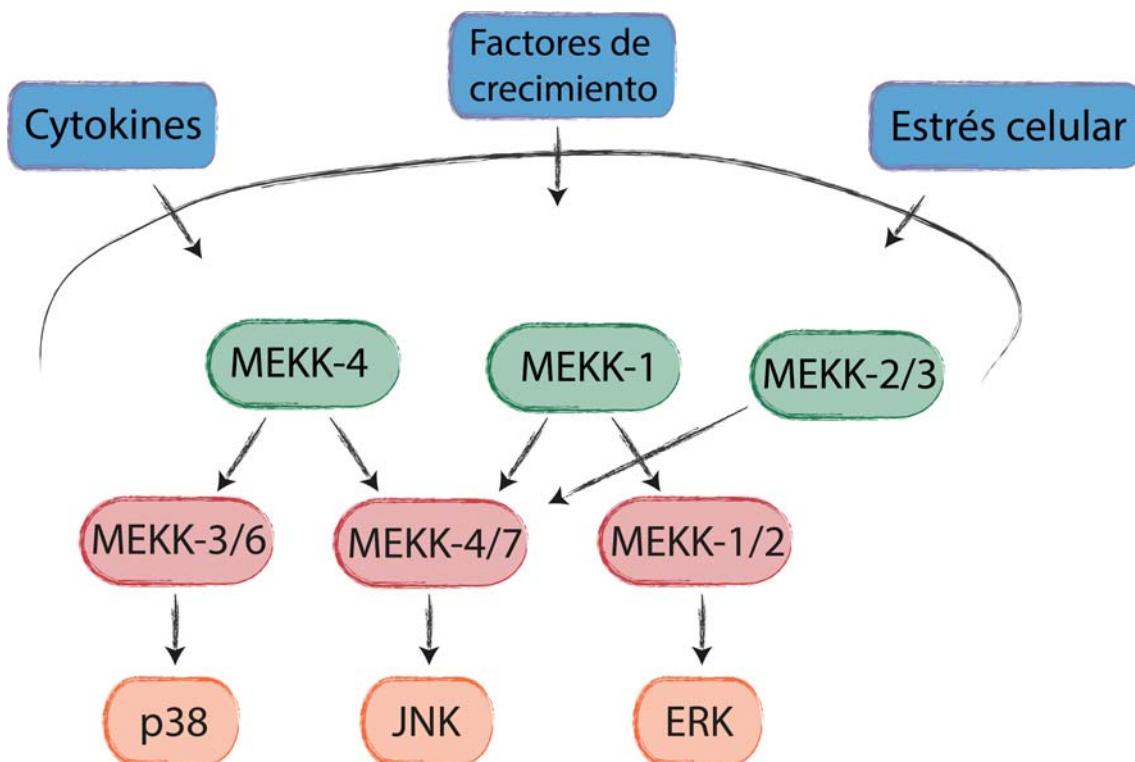 Factores de
crecimiento
Cytokines
Estrés celular
MEKK-4
MEKK-1
MEKK-2/3
MEKK-3/6
MEKK-4/7
MEKK-1/2
p38
JNK
ERK